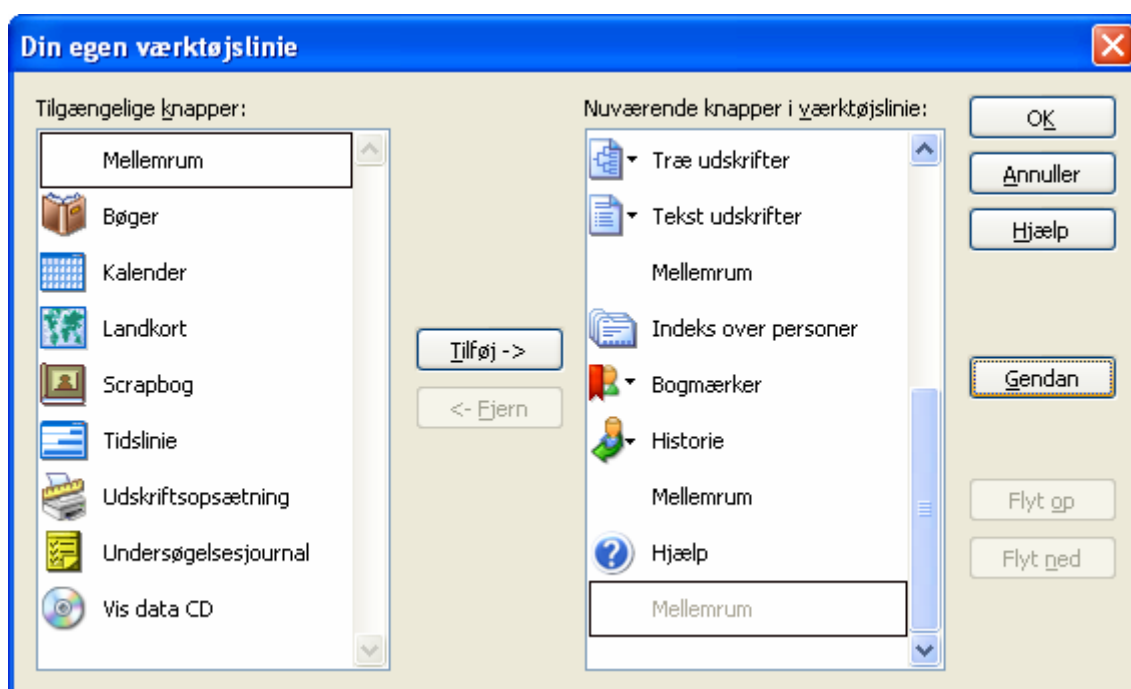 Din egen værktøjslinie
Tilgængelige knapper:
Mellemrum
Bøger
Kalender
Landkort
Scrapbog
Tidslinie
Udskriftsopsætning
Undersøgelsesjournal
Vis data CD
Tilføj ->
<- Fjern
Nuværende knapper i værktøjslinie:
Træ udskrifter
Tekst udskrifter
Mellemrum
Indeks over personer
Bogmærker
Historie
Mellemrum
Hjælp
Mellemrum
OK
Annuller
Hjælp
Gendan
Flyt op
Flyt ned